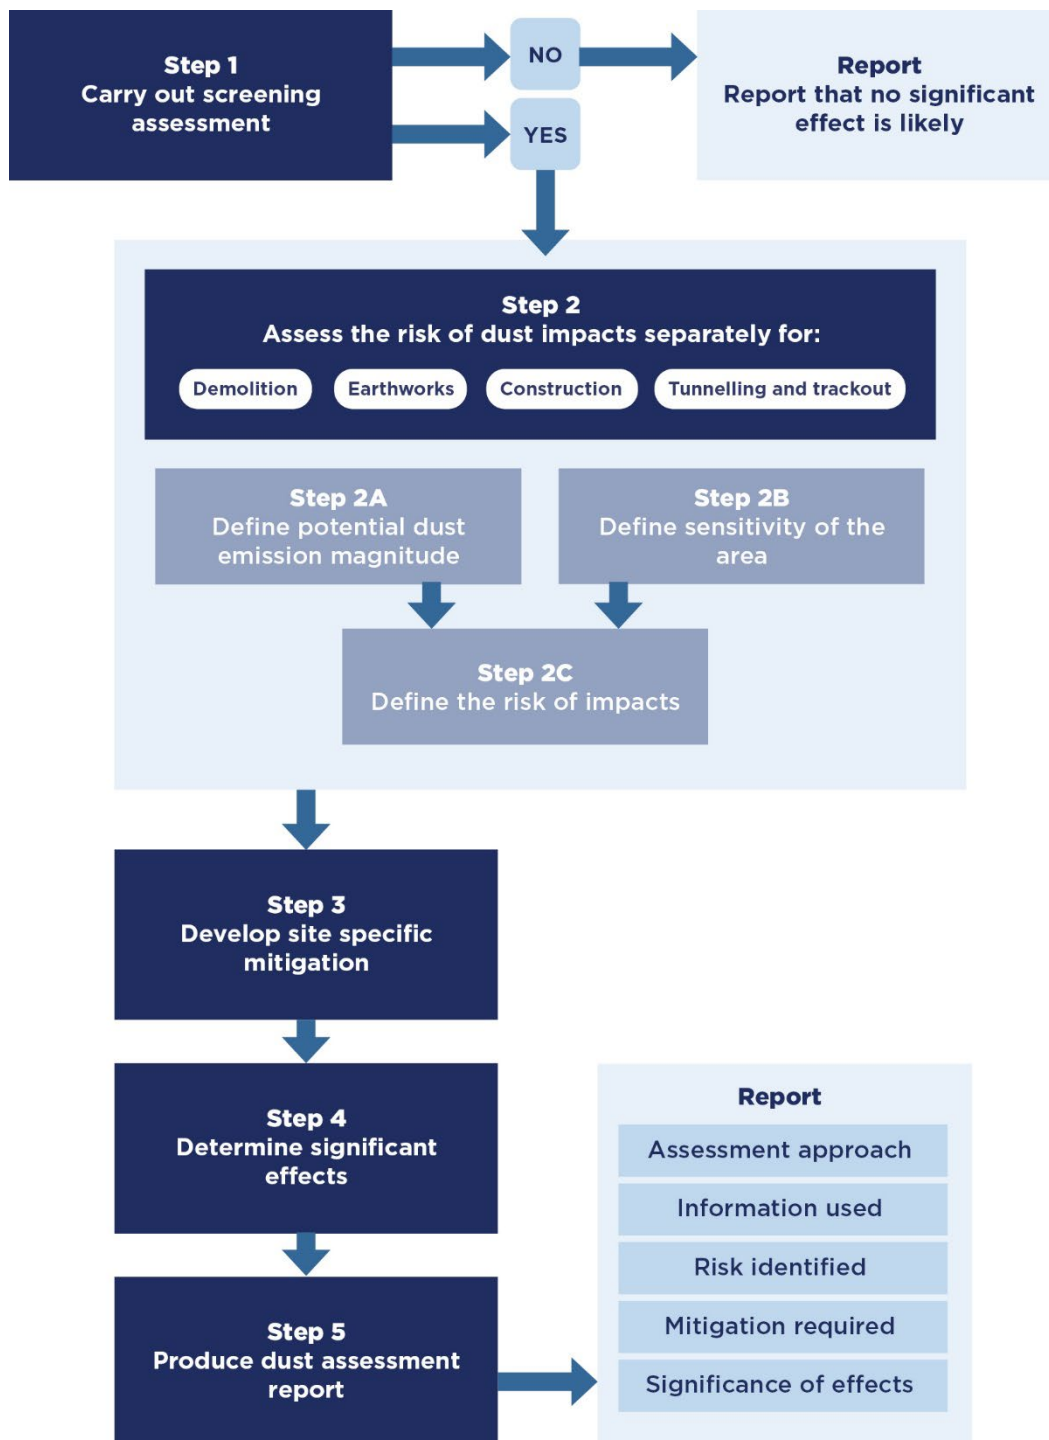 Step 1
Carry out screening
assessment
NO
YES
Report
Report that no significant
effect is likely
Step 2
Assess the risk of dust impacts separately for:
Demolition
Earthworks
Construction
Tunnelling and trackout
Step 2A
Define potential dust
emission magnitude
Step 2B
Define sensitivity of the
area
Step 2C
Define the risk of impacts
Step 3
Develop site specific
mitigation
Step 4
Determine significant
effects
Step 5
Produce dust assessment
report
Report
Assessment approach
Information used
Risk identified
Mitigation required
Significance of effects